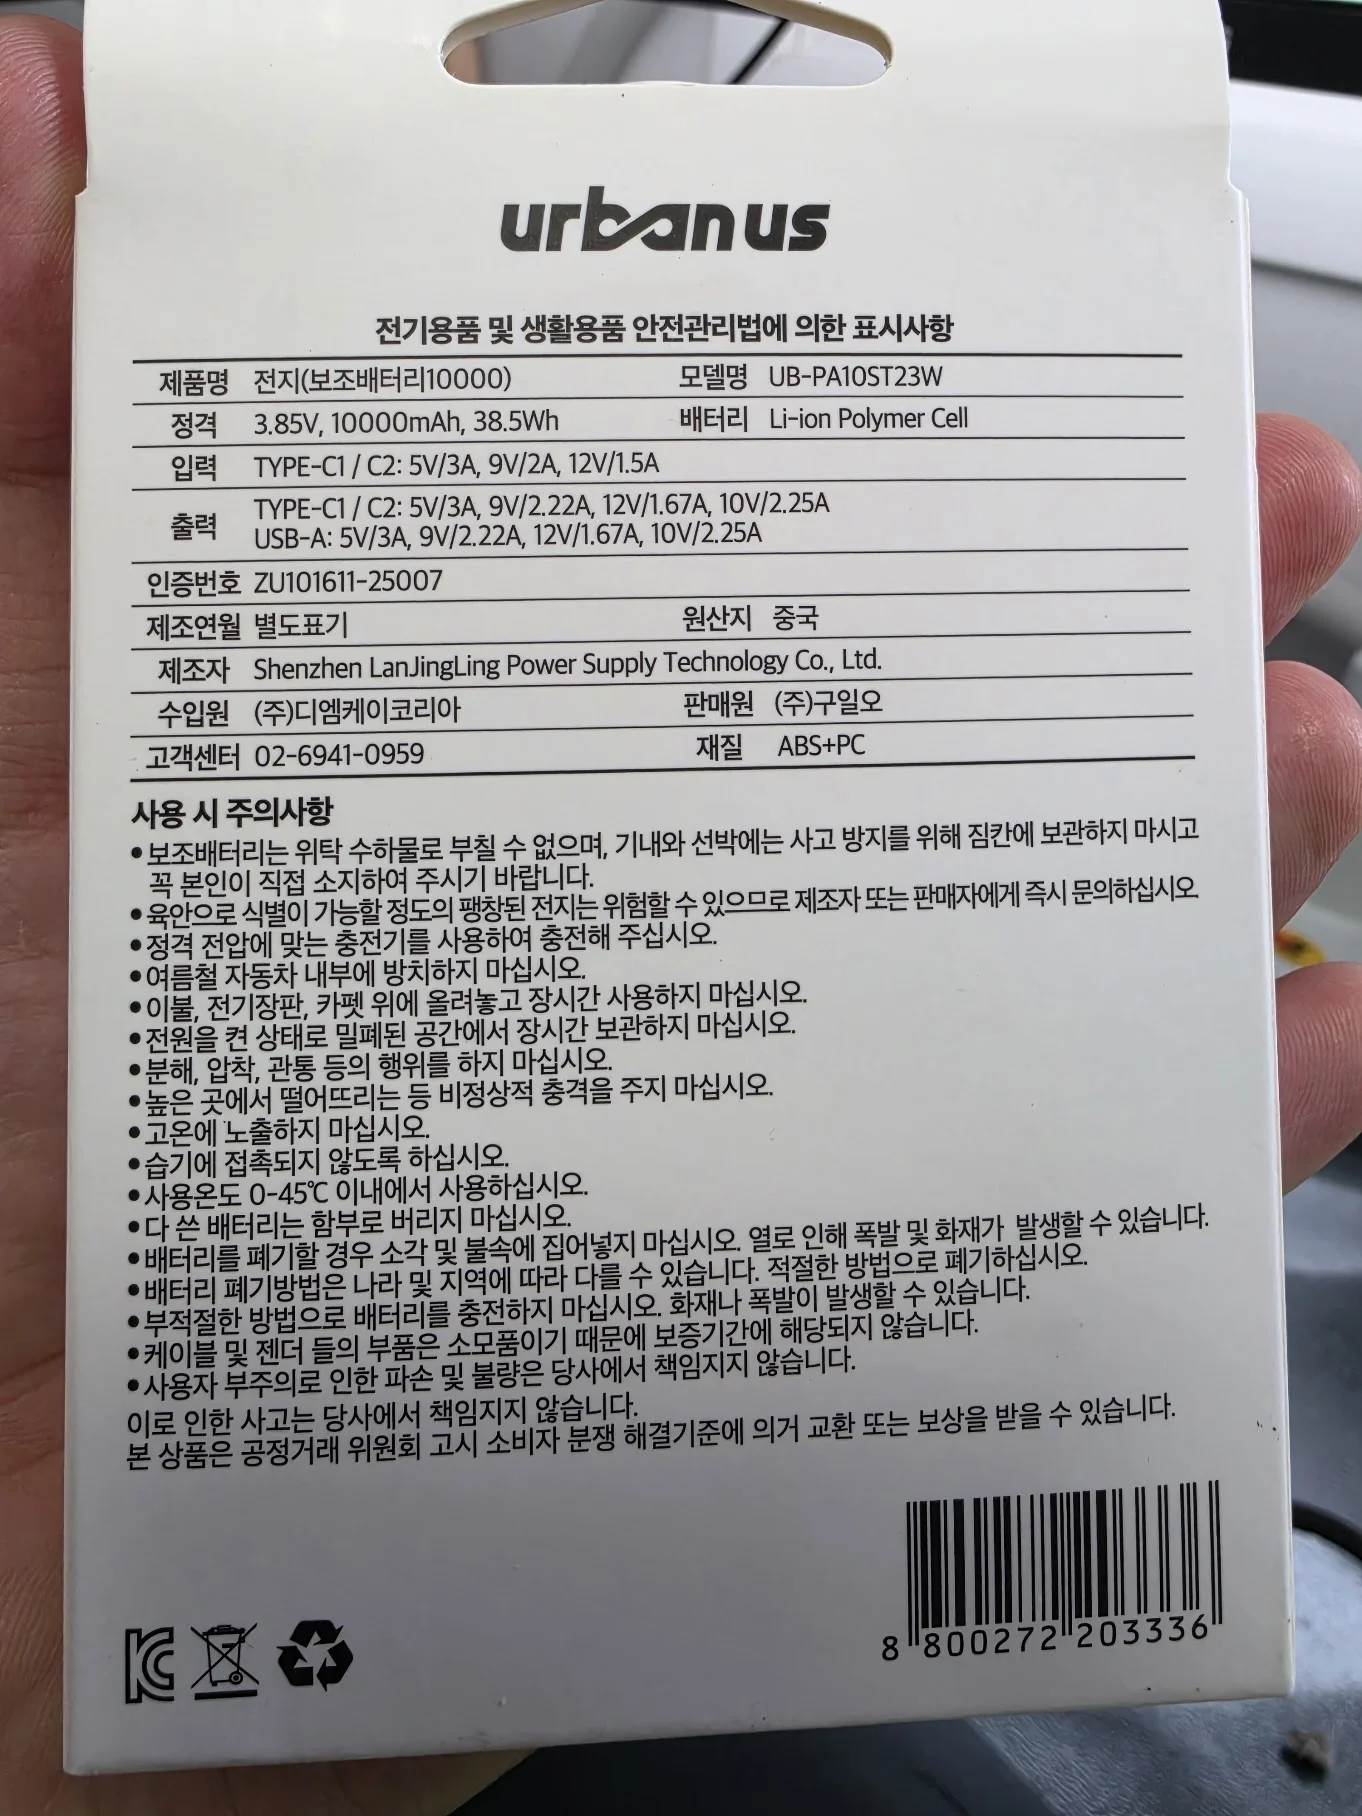 urbanus
전기용품 및 생활용품 안전관리법에 의한 표시사항
제품명 전지(보조배터리10000) 모델명 UB-PA10ST23W
정격 3.85V, 10000mAh, 38.5Wh 배터리 Li-ion Polymer Cell
입력 TYPE-C1 / C2: 5V/3A, 9V/2A, 12V/1.5A
출력 TYPE-C1 / C2: 5V/3A, 9V/2.22A, 12V/1.67A, 10V/2.25A
USB-A: 5V/3A, 9V/2.22A, 12V/1.67A, 10V/2.25A
인증번호 ZU101611-25007
제조연월 별도표기 원산지 중국
제조자 Shenzhen LanJingLing Power Supply Technology Co., Ltd.
수입원 (주)디엠케이코리아 판매원 (주)구일오
고객센터 02-6941-0959 재질 ABS+PC
사용 시 주의사항
•보조배터리는 위탁 수하물로 부칠 수 없으며, 기내와 선박에는 사고 방지를 위해 짐칸에 보관하지 마시고
꼭 본인이 직접 소지하여 주시기 바랍니다.
•육안으로 식별이 가능할 정도의 팽창된 전지는 위험할 수 있으므로 제조자 또는 판매자에게 즉시 문의하십시오.
•정격 전압에 맞는 충전기를 사용하여 충전해 주십시오.
•여름철 자동차 내부에 방치하지 마십시오.
•이불, 전기장판, 카펫 위에 올려놓고 장시간 사용하지 마십시오.
•전원을 켠 상태로 밀폐된 공간에서 장시간 보관하지 마십시오.
•분해, 압착, 관통 등의 행위를 하지 마십시오.
•높은 곳에서 떨어뜨리는 등 비정상적 충격을 주지 마십시오.
•고온에 노출하지 마십시오.
•습기에 접촉되지 않도록 하십시오.
•사용온도 0-45℃ 이내에서 사용하십시오.
•다 쓴 배터리는 함부로 버리지 마십시오.
•배터리를 폐기할 경우 소각 및 불속에 집어넣지 마십시오. 열로 인해 폭발 및 화재가 발생할 수 있습니다.
•배터리 폐기방법은 나라 및 지역에 따라 다를 수 있습니다. 적절한 방법으로 폐기하십시오.
•부적절한 방법으로 배터리를 충전하지 마십시오. 화재나 폭발이 발생할 수 있습니다.
•케이블 및 젠더 들의 부품은 소모품이기 때문에 보증기간에 해당되지 않습니다.
•사용자 부주의로 인한 파손 및 불량은 당사에서 책임지지 않습니다.
이로 인한 사고는 당사에서 책임지지 않습니다.
본 상품은 공정거래 위원회 고시 소비자 분쟁 해결기준에 의거 교환 또는 보상을 받을 수 있습니다.
8 800272 203336